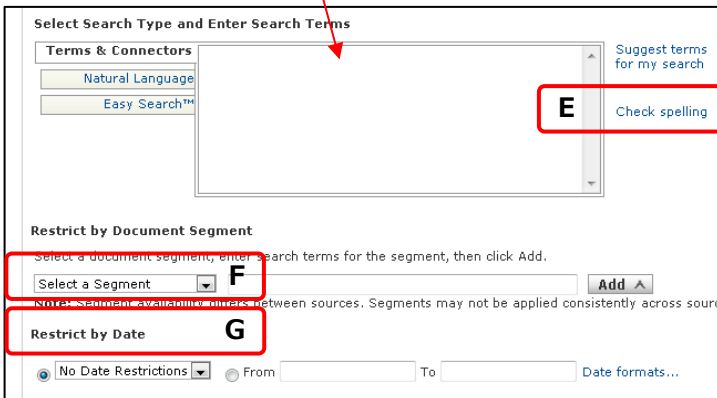 Select Search Type and Enter Search Terms
Terms & Connectors
Natural Language
Easy Search™
Suggest terms
for my search
E
Check spelling
Restrict by Document Segment
Select a document segment, enter search terms for the segment, then click Add.
Select a Segment
F
Add
Note: Segment availability differs between sources. Segments may not be applied consistently across sour
Restrict by Date
G
No Date Restrictions
From
To
Date formats...